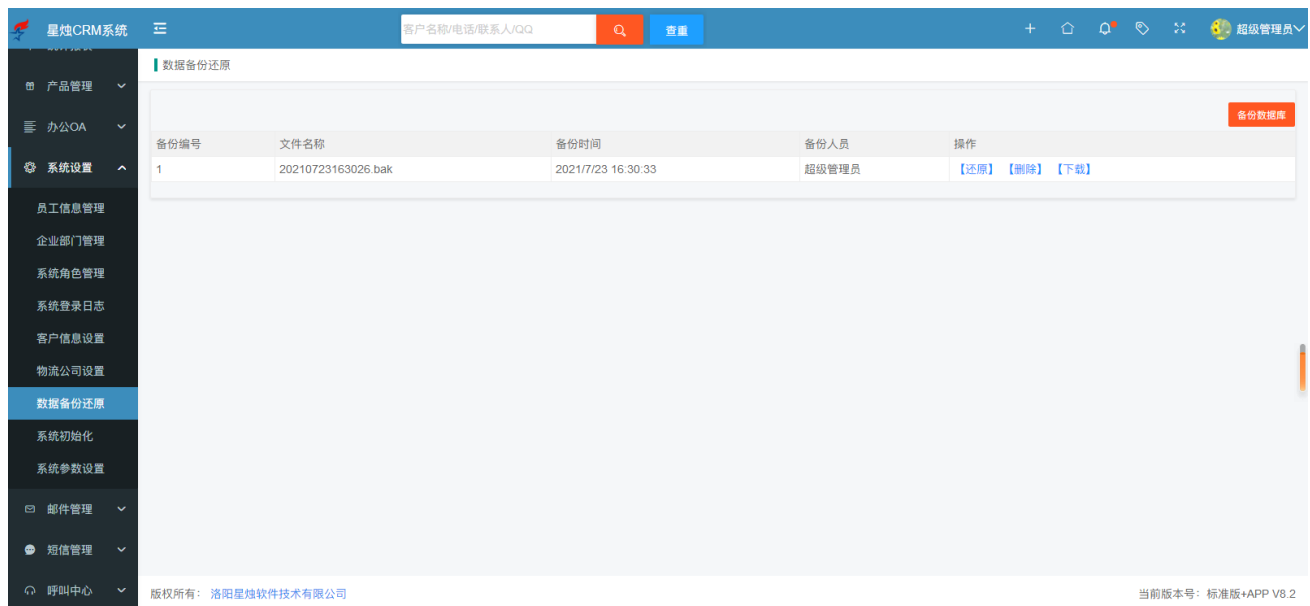 星烛CRM系统
客户名称/电话/联系人/QQ
查重
超级管理员
产品管理
办公OA
系统设置
员工信息管理
企业部门管理
系统角色管理
系统登录日志
客户信息设置
物流公司设置
数据备份还原
系统初始化
系统参数设置
邮件管理
短信管理
呼叫中心
数据备份还原
备份数据库
备份编号 文件名称 备份时间 备份人员 操作
1 20210723163026.bak 2021/7/23 16:30:33 超级管理员 【还原】 【删除】 【下载】
版权所有： 洛阳星烛软件技术有限公司 当前版本号：标准版+APP V8.2